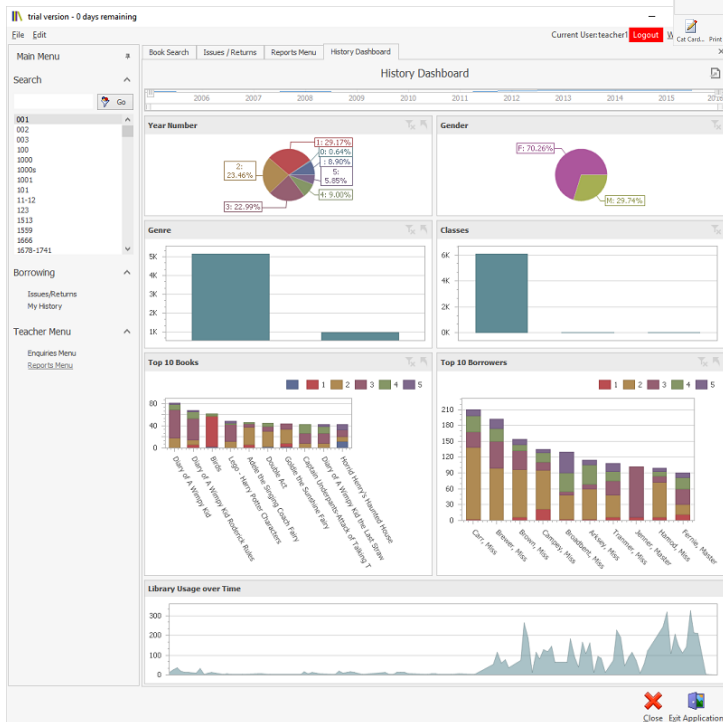 trial version - 0 days remaining
File Edit
Current User:teacher1 Logout
Cat Card... Print
Main Menu
Book Search Issues / Returns Reports Menu History Dashboard
Search
History Dashboard
Go
2006 2007 2008 2009 2010 2011 2012 2013 2014 2015
001
002
003
100
1000
1000s
1001
101
11-12
123
1513
1559
1666
1678-1741
Borrowing
Issues/Returns
My History
Teacher Menu
Enquiries Menu
Reports Menu
Year Number
1: 29.17%
0: 0.64%
: 8.90%
5: 5.85%
4: 9.00%
3: 22.99%
2: 23.46%
Gender
F: 70.26%
M: 29.74%
Genre
5K
4K
3K
2K
1K
Classes
6K
4K
2K
0K
Top 10 Books
1 2 3 4 5
80
40
0
Diary of A Wimpy Kid
Diary of A Wimpy Kid Roderick Rules
Birds
Lego - Harry Potter Characters
Adele the Singing Coach Fairy
Double Act
Goldie the Sunshine Fairy
Captain Underpants-Attack of Talking T
Diary of A Wimpy Kid the Last Straw
Horrid Henry's Haunted House
Top 10 Borrowers
1 2 3 4 5
210
180
150
120
90
60
30
0
Carr, Miss
Brewer, Miss
Brown, Miss
Campey, Miss
Broadbent, Miss
Arksey, Miss
Tranmer, Miss
Jenner, Master
Hamod, Miss
Fernie, Master
Library Usage over Time
300
200
100
0
Close Exit Application